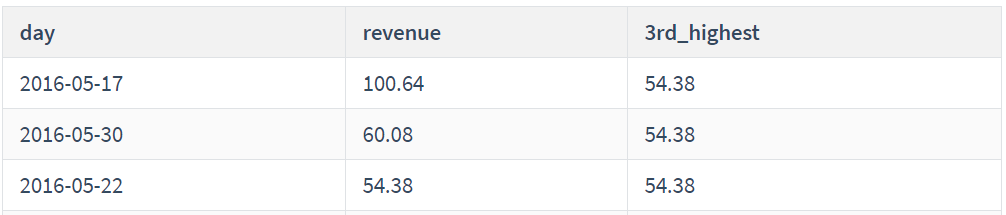 day revenue 3rd_highest
2016-05-17 100.64 54.38
2016-05-30 60.08 54.38
2016-05-22 54.38 54.38